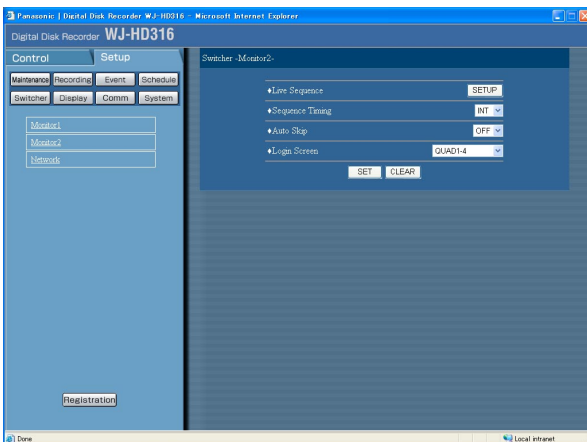 Panasonic | Digital Disk Recorder WJ-HD316 - Microsoft Internet Explorer
Digital Disk Recorder WJ-HD316
Control Setup
Maintenance Recording Event Schedule
Switcher Display Comm System
Monitor1
Monitor2
Network
Registration
Switcher -Monitor2-
♦Live Sequence SETUP
♦Sequence Timing INT
♦Auto Skip OFF
♦Login Screen QUAD1-4
SET CLEAR
Done Local intranet